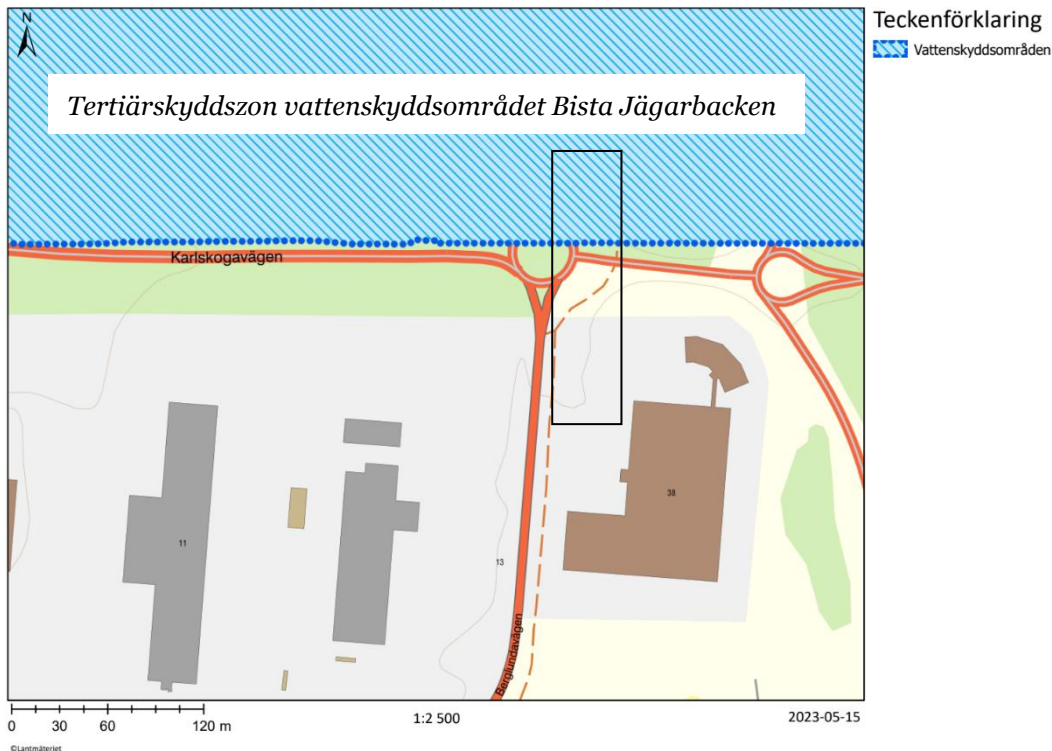 Teckenförklaring
Vattenskyddsområden
N
Tertiärskyddszon vattenskyddsområdet Bista Jägarbacken
Karlskogavägen
38
11
13
Berglundavägen
0 30 60 120 m
1:2 500
2023-05-15
©Lantmäteriet